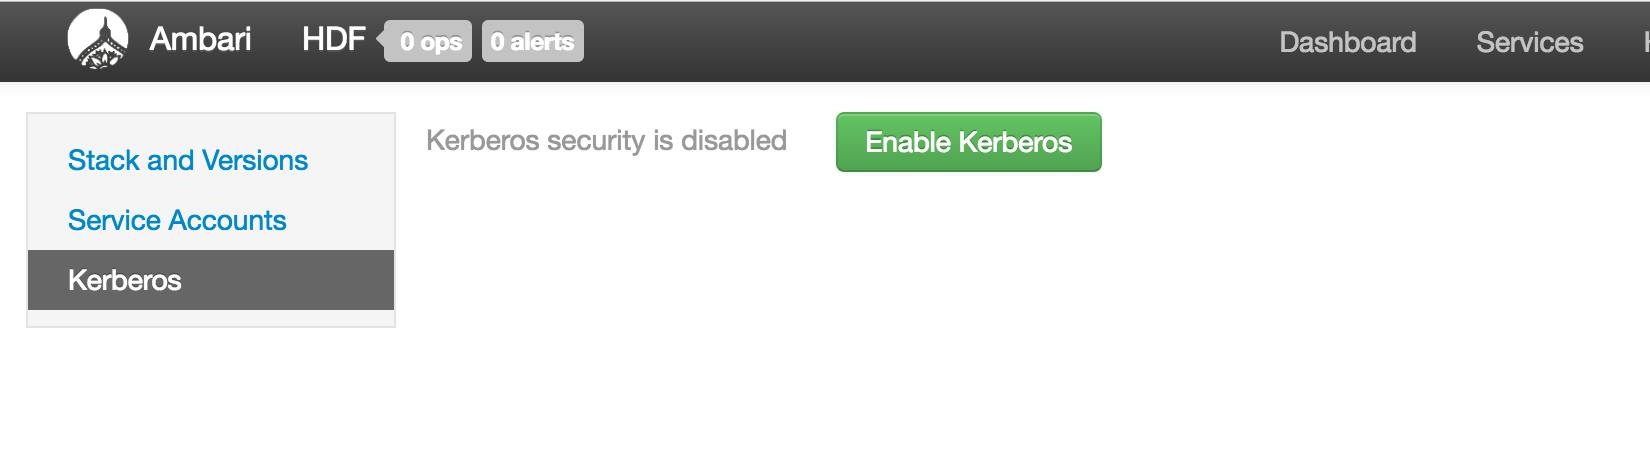 Ambari HDF 0 ops 0 alerts Dashboard Services
Stack and Versions
Service Accounts
Kerberos
Kerberos security is disabled Enable Kerberos